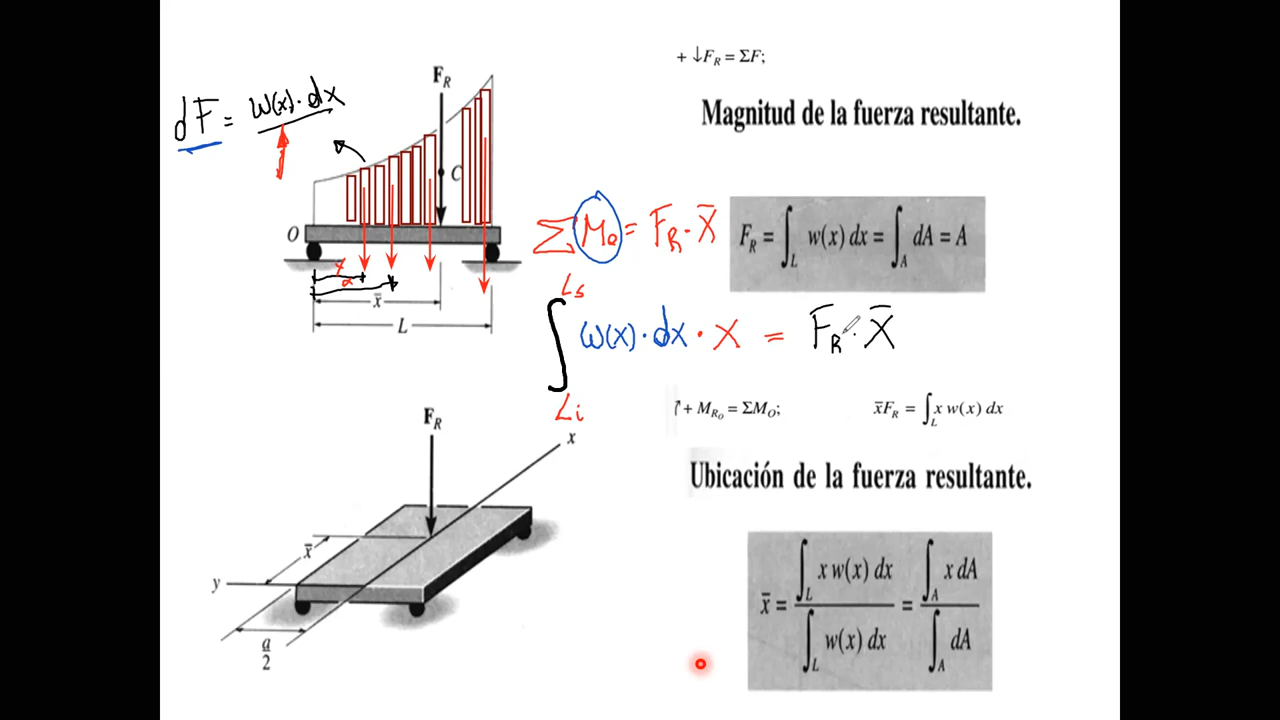 + ↓F_R = ΣF;
Magnitud de la fuerza resultante.
dF = w(x)·dx
F_R
C
O
x
x
x̄
L
Σ M_o = F_R · X̄
F_R = ∫_L w(x) dx = ∫_A dA = A
Ls
∫ w(x) · dx · x = F_R · X̄
Li
↱+ M_{R_O} = ΣM_O; x̄F_R = ∫_L x w(x) dx
Ubicación de la fuerza resultante.
F_R
x
x̄
y
a/2
x̄ = ∫_L x w(x) dx / ∫_L w(x) dx = ∫_A x dA / ∫_A dA